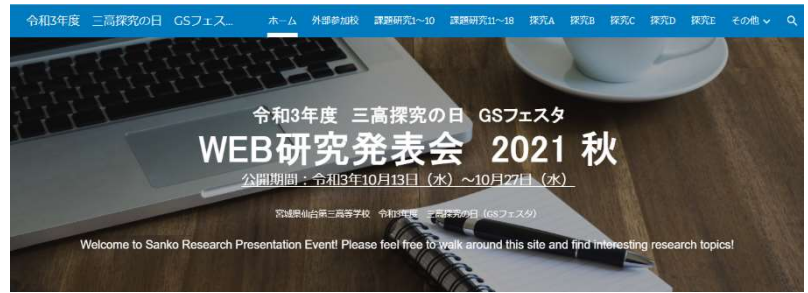 令和3年度　三高探究の日　GSフェス...　ホーム　外部参加校　課題研究1～10　課題研究11～18　探究A　探究B　探究C　探究D　探究E　その他
令和3年度　三高探究の日　GSフェスタ
WEB研究発表会　2021 秋
公開期間：令和3年10月13日（水）～10月27日（水）
宮城県仙台第三高等学校　令和3年度　三高探究の日（GSフェスタ）
Welcome to Sanko Research Presentation Event! Please feel free to walk around this site and find interesting research topics!